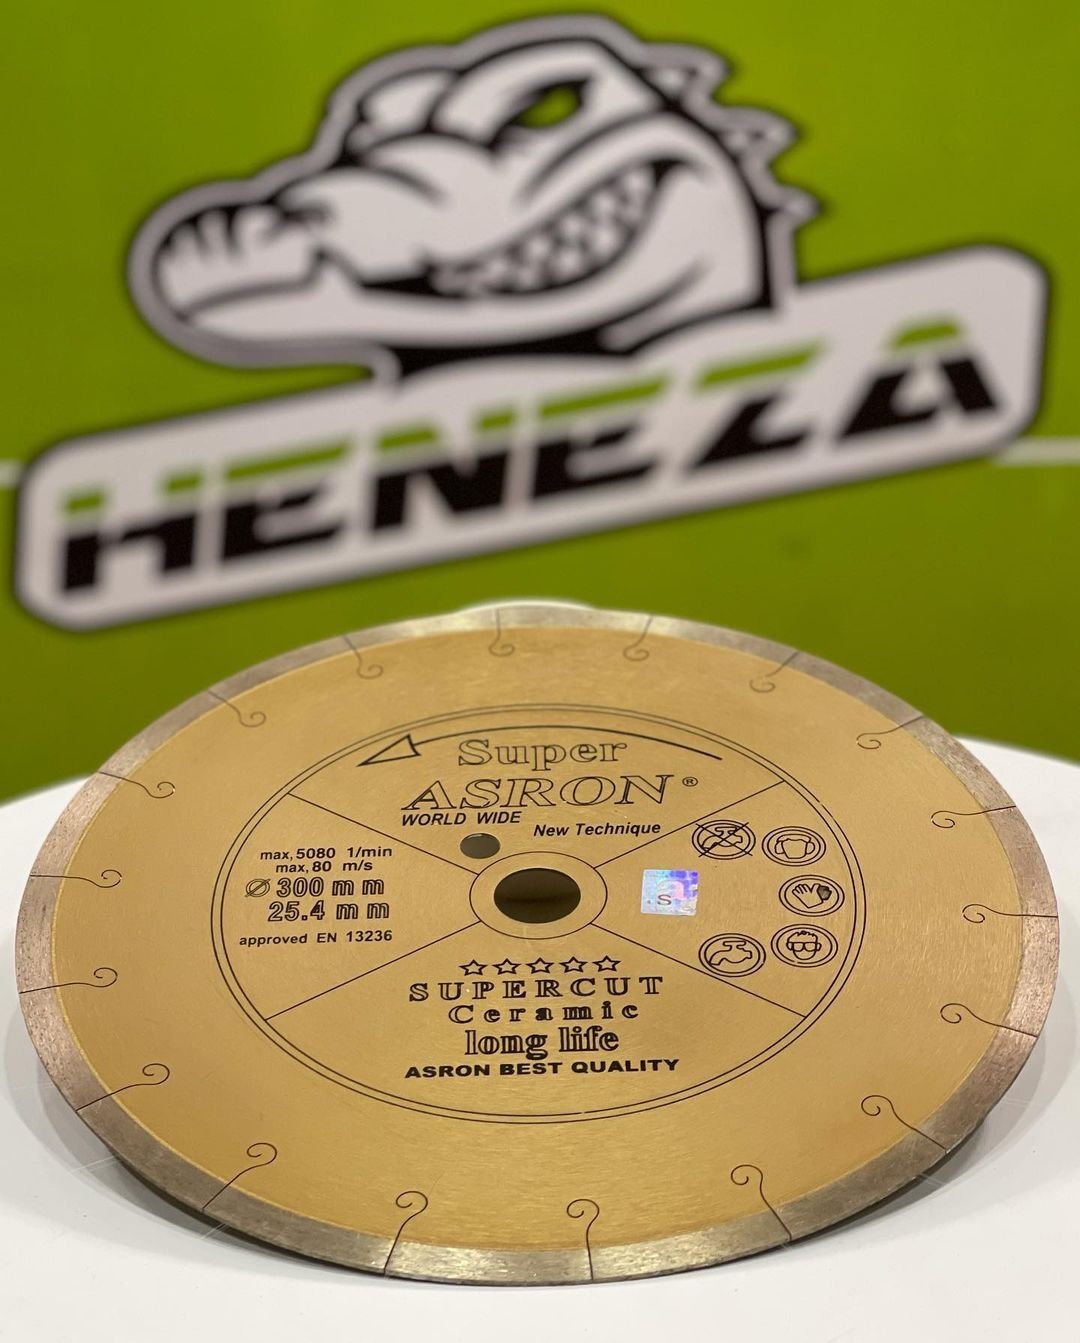 HENEZA
Super
ASRON®
WORLD WIDE
New Technique
max,5080 1/min
max,80 m/s
Ø 300 mm
25.4 mm
approved EN 13236
S
☆☆☆☆☆
SUPERCUT
Ceramic
long life
ASRON BEST QUALITY